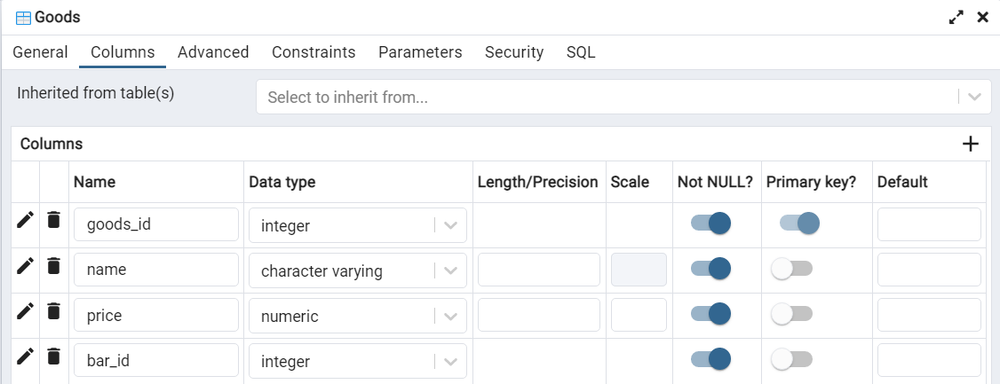 Goods
General Columns Advanced Constraints Parameters Security SQL
Inherited from table(s) Select to inherit from...
Columns
Name Data type Length/Precision Scale Not NULL? Primary key? Default
goods_id integer
name character varying
price numeric
bar_id integer